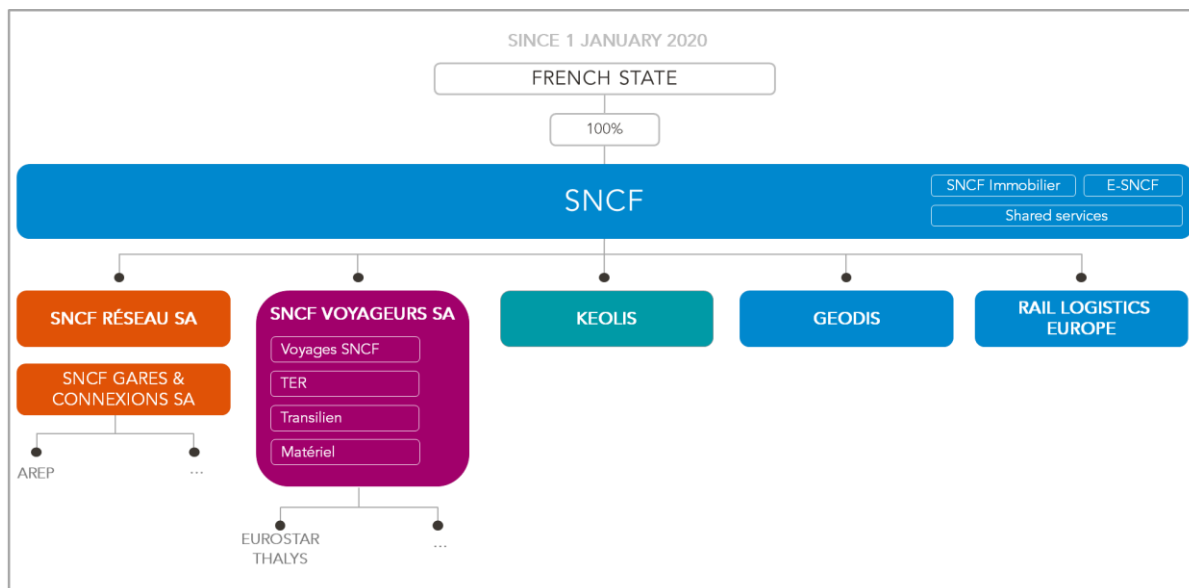 SINCE 1 JANUARY 2020
FRENCH STATE
100%
SNCF
SNCF Immobilier
E-SNCF
Shared services
SNCF RÉSEAU SA
SNCF VOYAGEURS SA
KEOLIS
GEODIS
RAIL LOGISTICS
EUROPE
Voyages SNCF
TER
Transilien
Matériel
SNCF GARES &
CONNEXIONS SA
AREP
...
EUROSTAR
THALYS
...